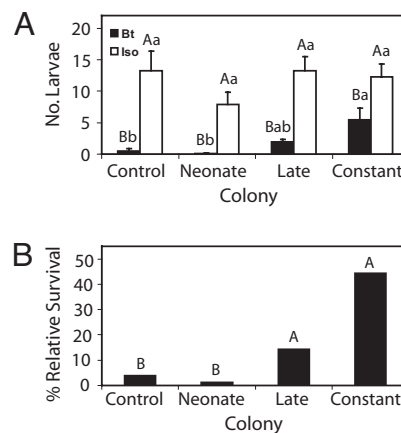 A
Bt
Iso
No. Larvae
20
15
10
5
0
Bb Aa Bb Aa Bab Aa Ba Aa
Control Neonate Late Constant
Colony
B
% Relative Survival
50
40
30
20
10
0
B B A A
Control Neonate Late Constant
Colony